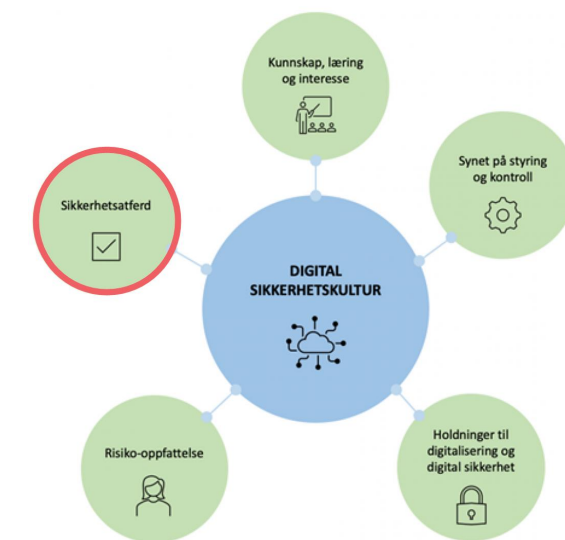 Kunnskap, læring
og interesse
Synet på styring
og kontroll
Sikkerhetsatferd
DIGITAL
SIKKERHETSKULTUR
Risiko-oppfattelse
Holdninger til
digitalisering og
digital sikkerhet